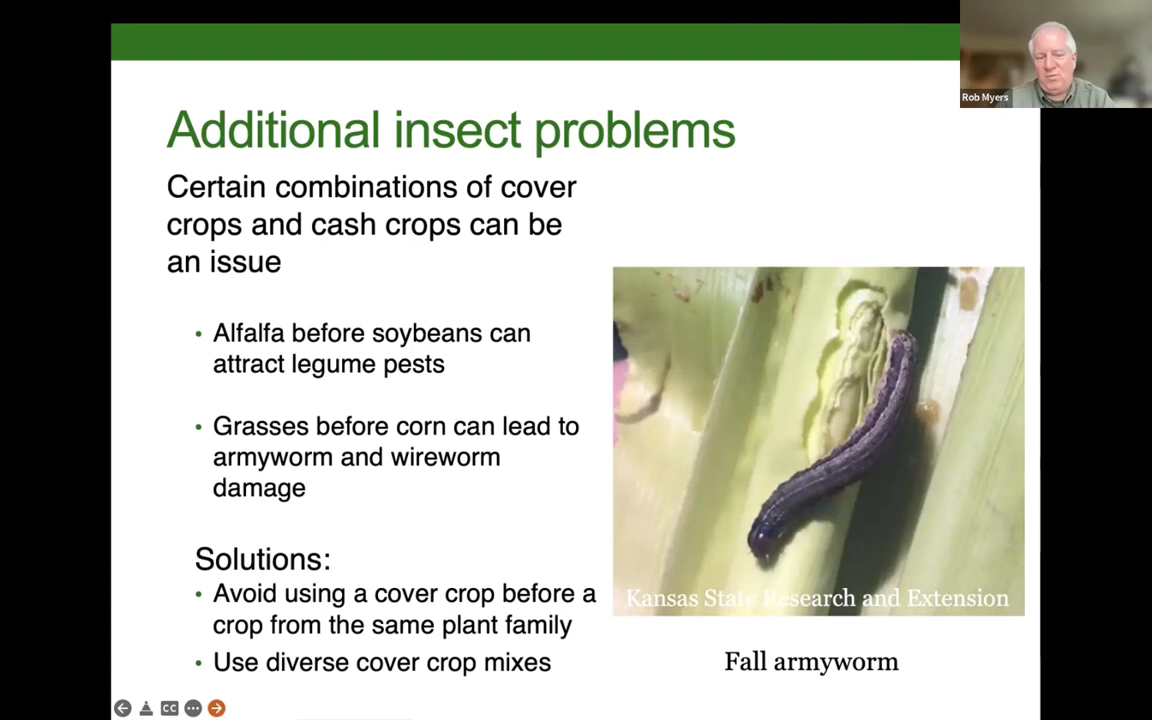 Rob Myers
Additional insect problems
Certain combinations of cover
crops and cash crops can be
an issue
• Alfalfa before soybeans can
attract legume pests
• Grasses before corn can lead to
armyworm and wireworm
damage
Solutions:
• Avoid using a cover crop before a
crop from the same plant family
• Use diverse cover crop mixes
Kansas State Research and Extension
Fall armyworm
CC